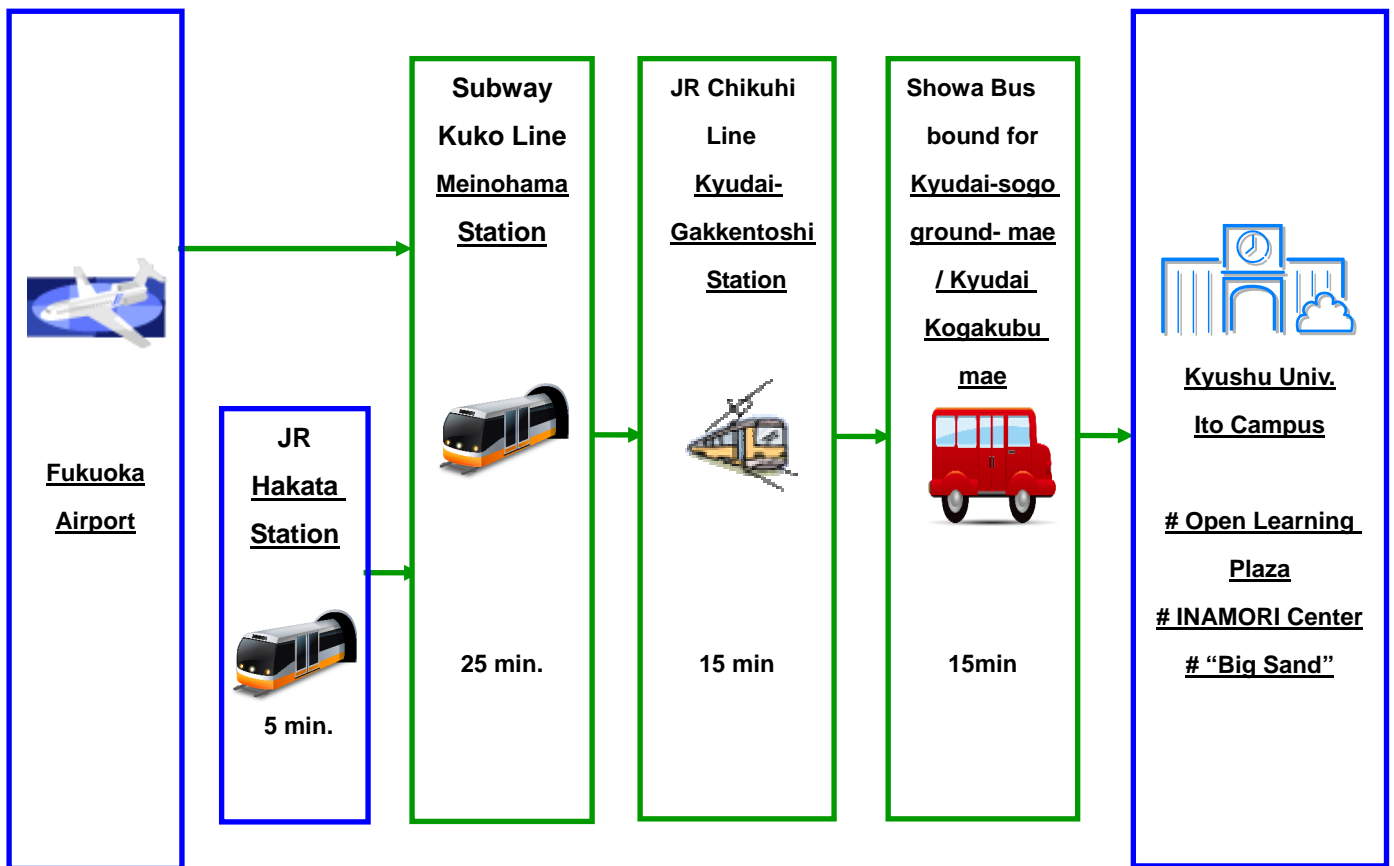 Fukuoka
Airport
JR
Hakata
Station
5 min.
Subway
Kuko Line
Meinohama
Station
25 min.
JR Chikuhi
Line
Kyudai-
Gakkentoshi
Station
15 min
Showa Bus
bound for
Kyudai-sogo
ground- mae
/ Kyudai
Kogakubu
mae
15min
Kyushu Univ.
Ito Campus
# Open Learning
Plaza
# INAMORI Center
# “Big Sand”